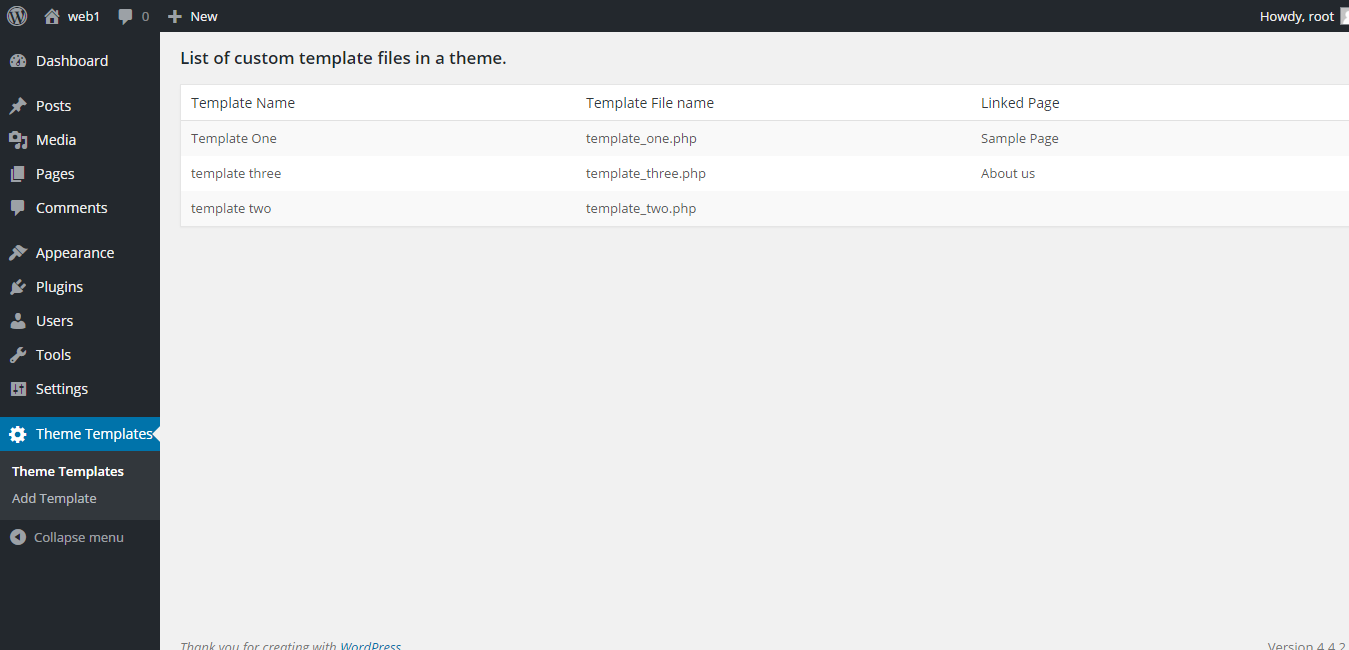 web1 0 New Howdy, root
Dashboard
Posts
Media
Pages
Comments
Appearance
Plugins
Users
Tools
Settings
Theme Templates
Theme Templates
Add Template
Collapse menu
List of custom template files in a theme.
Template Name Template File name Linked Page
Template One template_one.php Sample Page
template three template_three.php About us
template two template_two.php
Thank you for creating with WordPress
Version 4.4.2